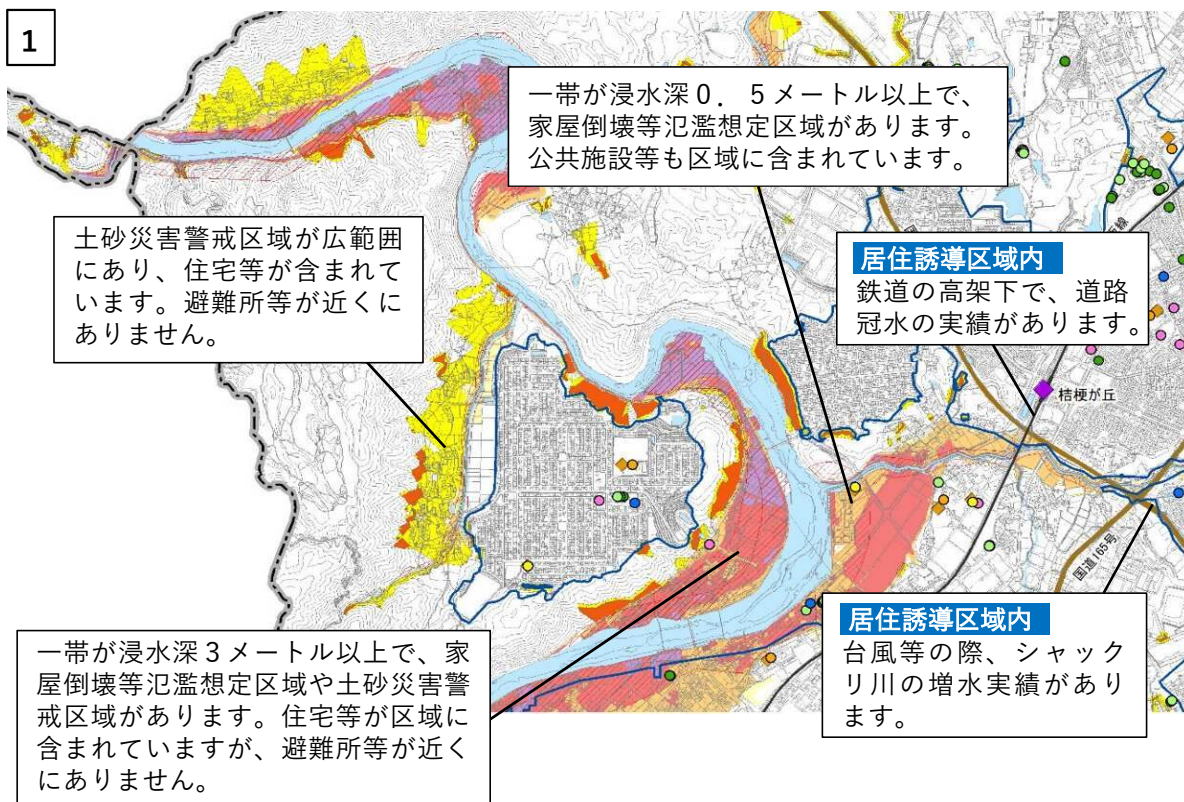 1
一帯が浸水深０．５メートル以上で、
家屋倒壊等氾濫想定区域があります。
公共施設等も区域に含まれています。
土砂災害警戒区域が広範囲
にあり、住宅等が含まれて
います。避難所等が近くに
ありません。
居住誘導区域内
鉄道の高架下で、道路
冠水の実績があります。
桔梗が丘
国道165号
居住誘導区域内
台風等の際、シャック
リ川の増水実績があり
ます。
一帯が浸水深３メートル以上で、家
屋倒壊等氾濫想定区域や土砂災害警
戒区域があります。住宅等が区域に
含まれていますが、避難所等が近く
にありません。